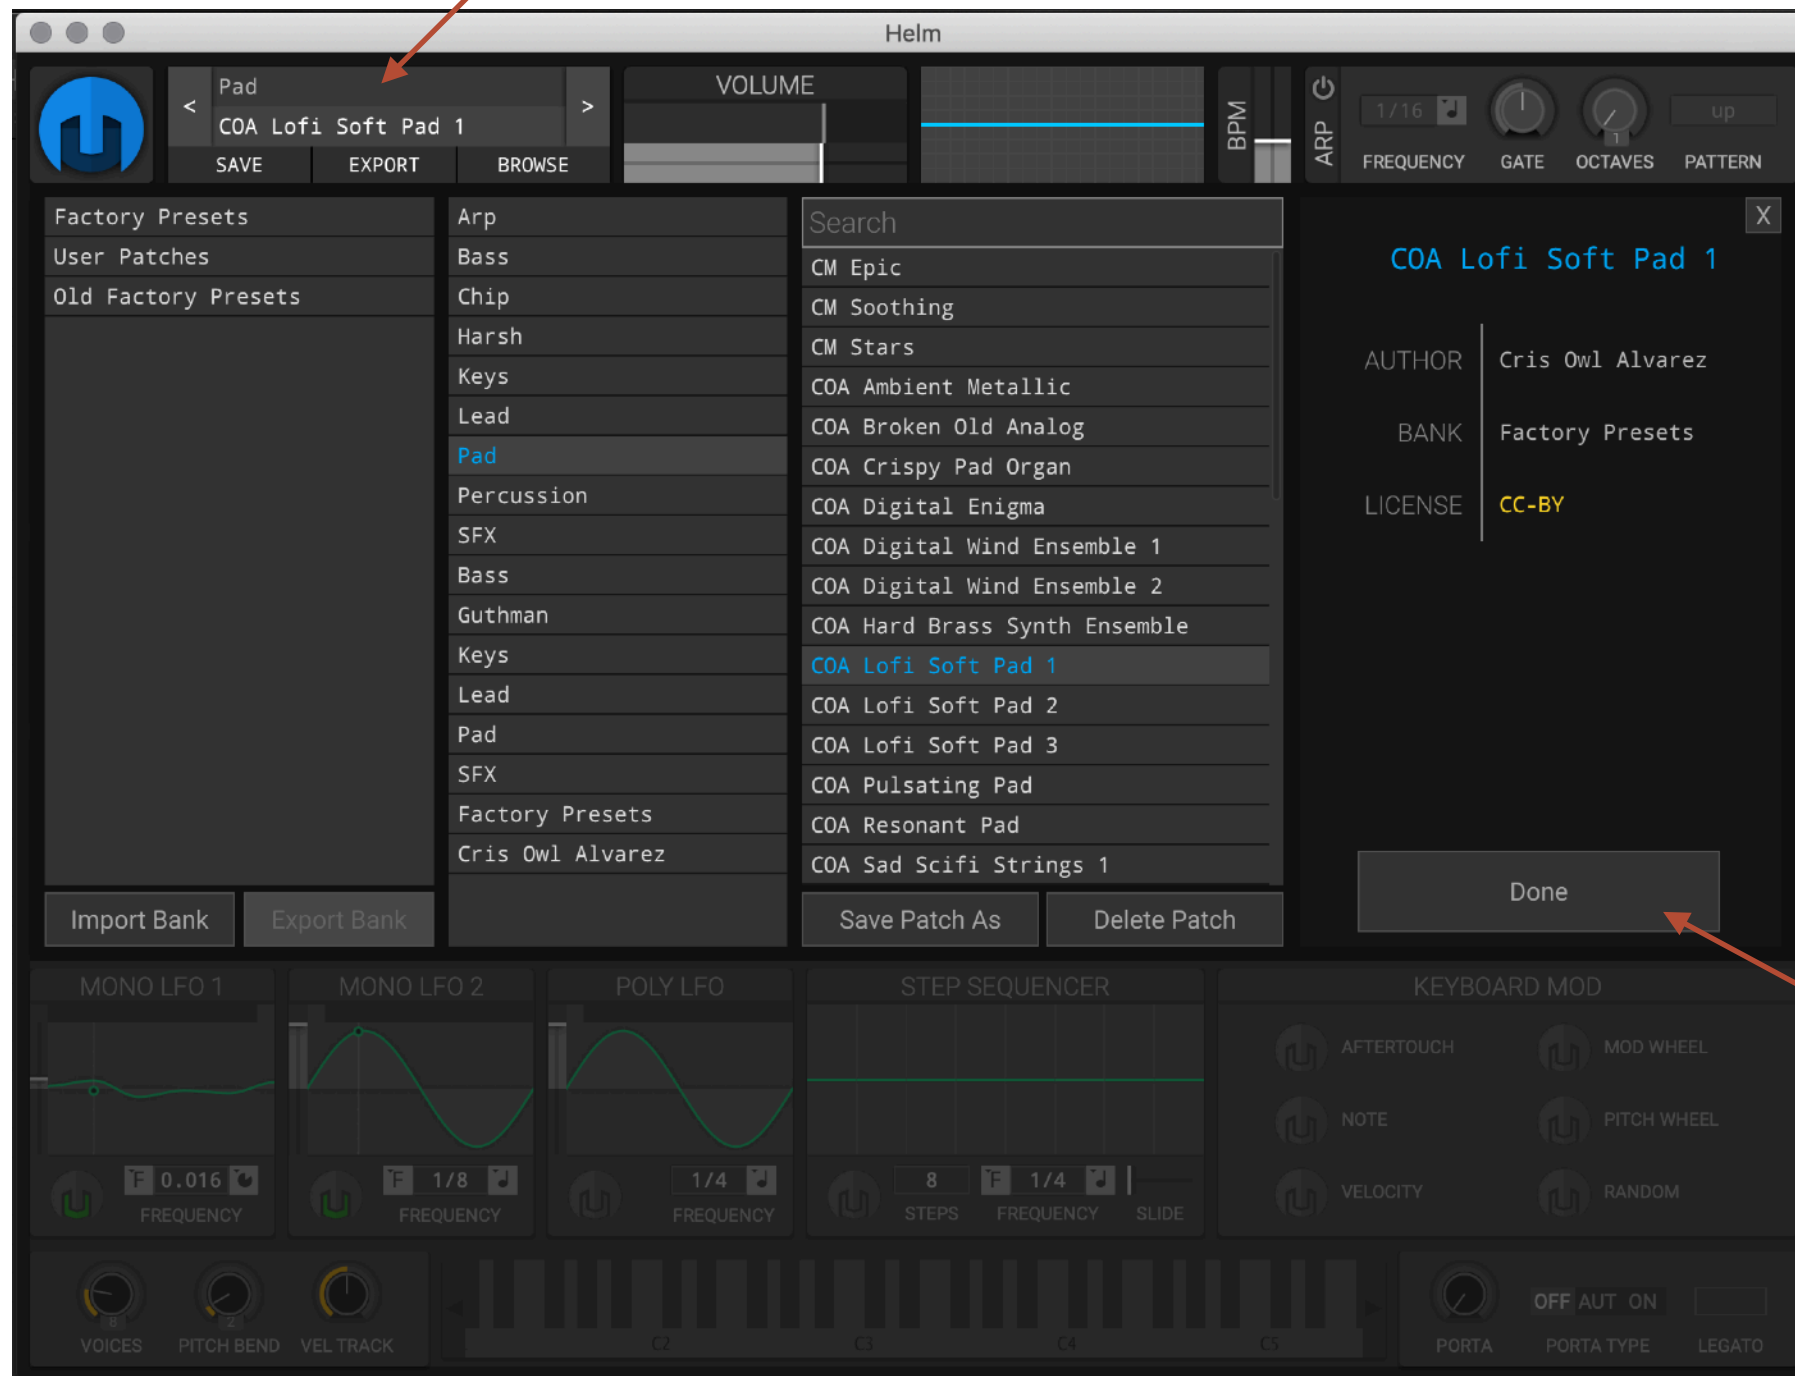 Helm
Pad
<
COA Lofi Soft Pad 1
>
SAVE EXPORT BROWSE
VOLUME
BPM
ARP
1/16
up
1
FREQUENCY GATE OCTAVES PATTERN
Factory Presets
User Patches
Old Factory Presets
Import Bank
Export Bank
Arp
Bass
Chip
Harsh
Keys
Lead
Pad
Percussion
SFX
Bass
Guthman
Keys
Lead
Pad
SFX
Factory Presets
Cris Owl Alvarez
Search
CM Epic
CM Soothing
CM Stars
COA Ambient Metallic
COA Broken Old Analog
COA Crispy Pad Organ
COA Digital Enigma
COA Digital Wind Ensemble 1
COA Digital Wind Ensemble 2
COA Hard Brass Synth Ensemble
COA Lofi Soft Pad 1
COA Lofi Soft Pad 2
COA Lofi Soft Pad 3
COA Pulsating Pad
COA Resonant Pad
COA Sad Scifi Strings 1
Save Patch As
Delete Patch
X
COA Lofi Soft Pad 1
AUTHOR Cris Owl Alvarez
BANK Factory Presets
LICENSE CC-BY
Done
MONO LFO 1
F 0.016
FREQUENCY
MONO LFO 2
F 1/8
FREQUENCY
POLY LFO
1/4
FREQUENCY
STEP SEQUENCER
8 F 1/4
STEPS FREQUENCY SLIDE
KEYBOARD MOD
AFTERTOUCH MOD WHEEL
NOTE PITCH WHEEL
VELOCITY RANDOM
8 2
VOICES PITCH BEND VEL TRACK
C2 C3 C4 C5
OFF AUT ON
PORTA PORTA TYPE LEGATO